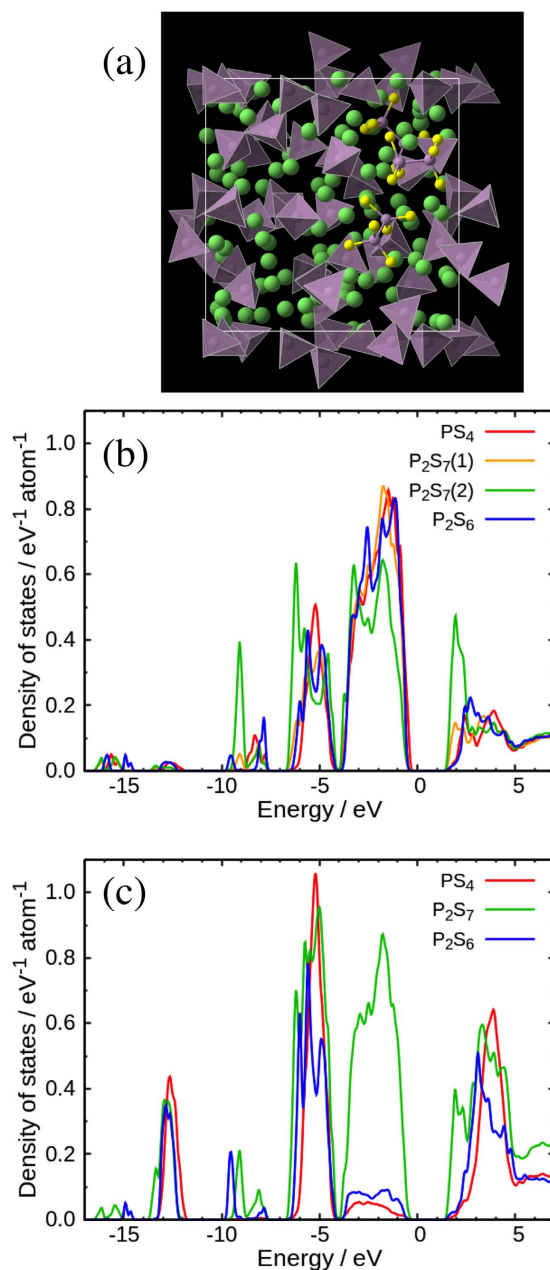 (a)
(b)
PS₄
P₂S₇(1)
P₂S₇(2)
P₂S₆
Density of states / eV⁻¹ atom⁻¹
1.0
0.8
0.6
0.4
0.2
0.0
-15 -10 -5 0 5
Energy / eV
(c)
PS₄
P₂S₇
P₂S₆
Density of states / eV⁻¹ atom⁻¹
1.0
0.8
0.6
0.4
0.2
0.0
-15 -10 -5 0 5
Energy / eV